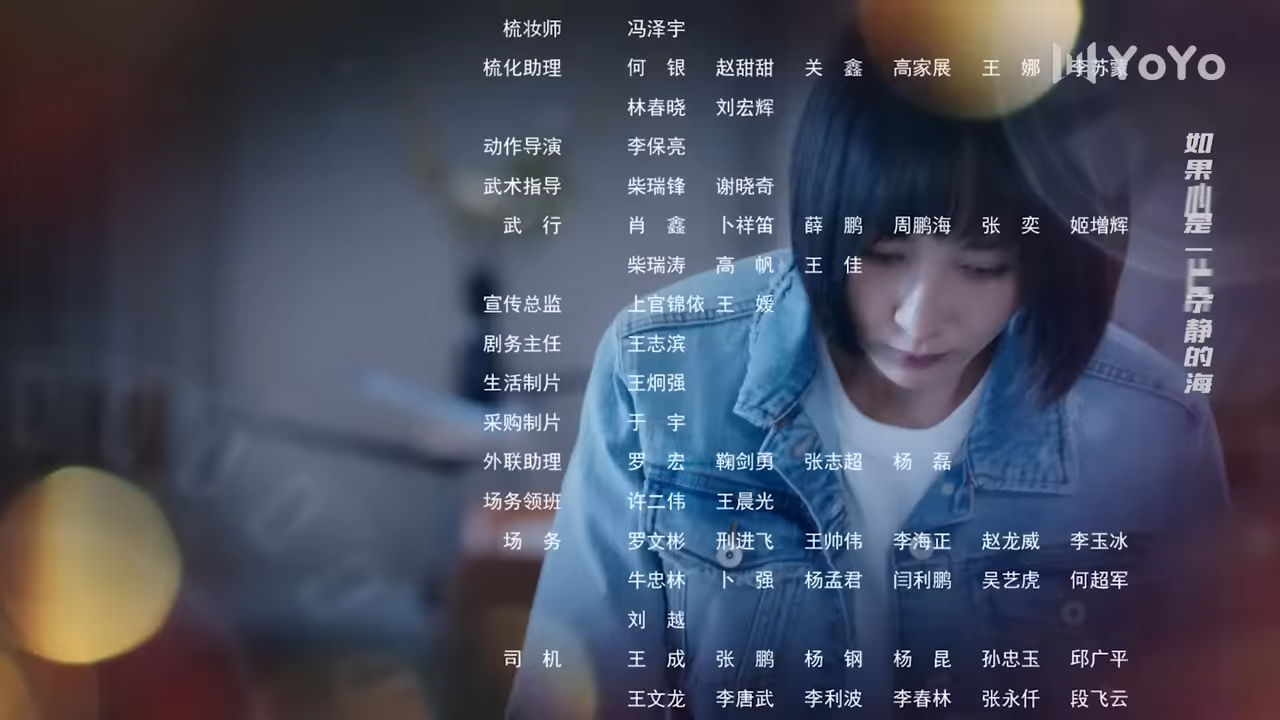 梳妆师 冯泽宇
梳化助理 何 银 赵甜甜 关 鑫 高家展 王 娜 李苏蒙
YoYo
林春晓 刘宏辉
动作导演 李保亮
武术指导 柴瑞锋 谢晓奇
武 行 肖 鑫 卜祥笛 薛 鹏 周鹏海 张 奕 姬增辉
柴瑞涛 高 帆 王 佳
宣传总监 上官锦依 王 媛
剧务主任 王志滨
生活制片 王炯强
采购制片 于 宇
外联助理 罗 宏 鞠剑勇 张志超 杨 磊
场务领班 许二伟 王晨光
场 务 罗文彬 刑进飞 王帅伟 李海正 赵龙威 李玉冰
牛忠林 卜 强 杨孟君 闫利鹏 吴艺虎 何超军
刘 越
司 机 王 成 张 鹏 杨 钢 杨 昆 孙忠玉 邱广平
王文龙 李唐武 李利波 李春林 张永仟 段飞云
如果心是一片宁静的海